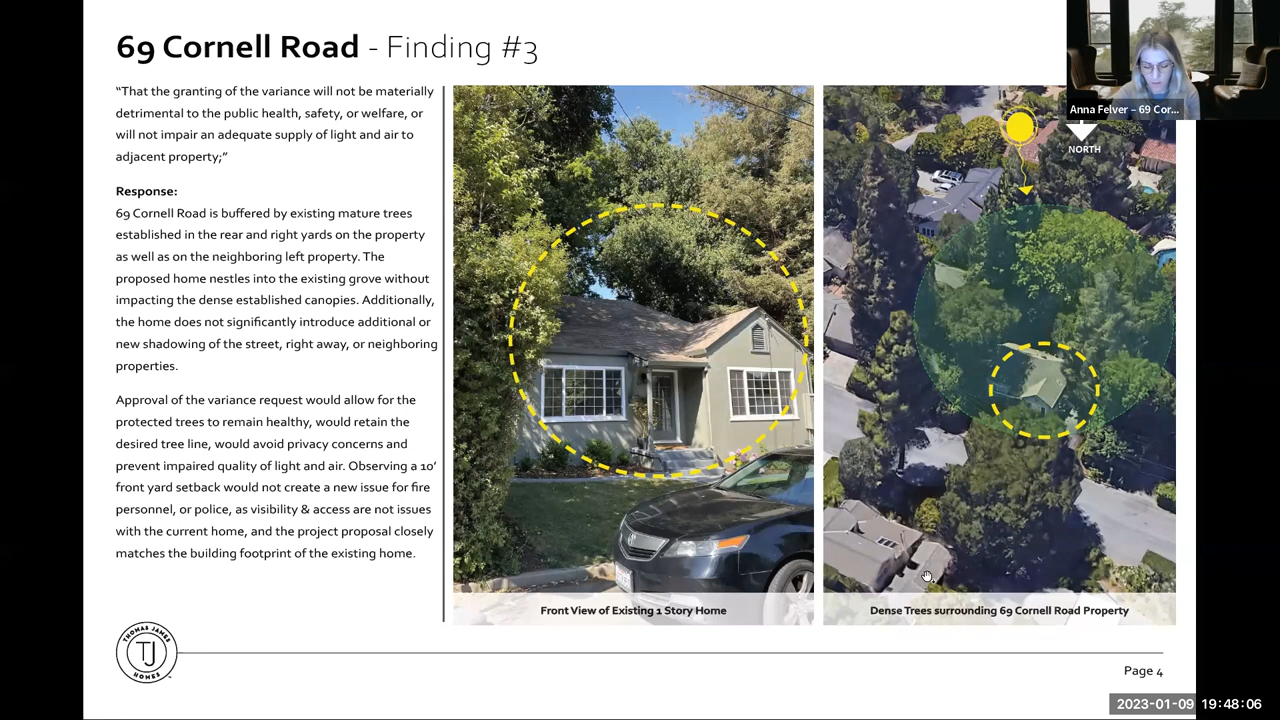 69 Cornell Road - Finding #3
"That the granting of the variance will not be materially
detrimental to the public health, safety, or welfare, or
will not impair an adequate supply of light and air to
adjacent property;"
Response:
69 Cornell Road is buffered by existing mature trees
established in the rear and right yards on the property
as well as on the neighboring left property. The
proposed home nestles into the existing grove without
impacting the dense established canopies. Additionally,
the home does not significantly introduce additional or
new shadowing of the street, right away, or neighboring
properties.
Approval of the variance request would allow for the
protected trees to remain healthy, would retain the
desired tree line, would avoid privacy concerns and
prevent impaired quality of light and air. Observing a 10'
front yard setback would not create a new issue for fire
personnel, or police, as visibility & access are not issues
with the current home, and the project proposal closely
matches the building footprint of the existing home.
Front View of Existing 1 Story Home
NORTH
Dense Trees surrounding 69 Cornell Road Property
Anna Felver – 69 Cor...
THOMAS JAMES
TJ
HOMES
Page 4
2023-01-09 19:48:06